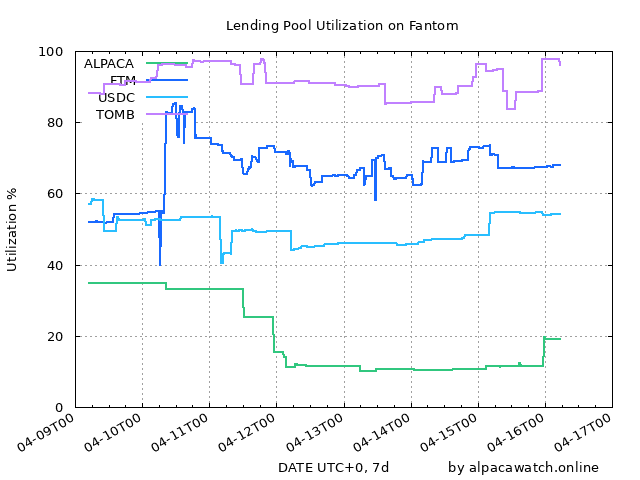 Lending Pool Utilization on Fantom
100
80
60
40
20
0
Utilization %
ALPACA
FTM
USDC
TOMB
04-09T00
04-10T00
04-11T00
04-12T00
04-13T00
04-14T00
04-15T00
04-16T00
04-17T00
DATE UTC+0, 7d
by alpacawatch.online